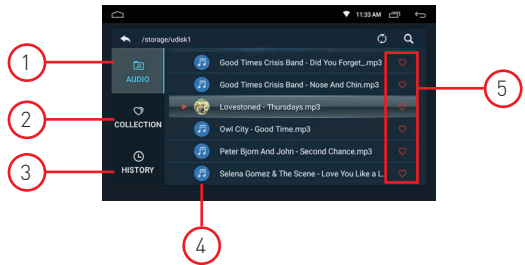 11:33 AM
/storage/udisk1
1
AUDIO
Good Times Crisis Band - Did You Forget_.mp3
Good Times Crisis Band - Nose And Chin.mp3
5
2
COLLECTION
Lovestoned - Thursdays.mp3
Owl City - Good Time.mp3
3
HISTORY
Peter Bjorn And John - Second Chance.mp3
Selena Gomez & The Scene - Love You Like a L...
4